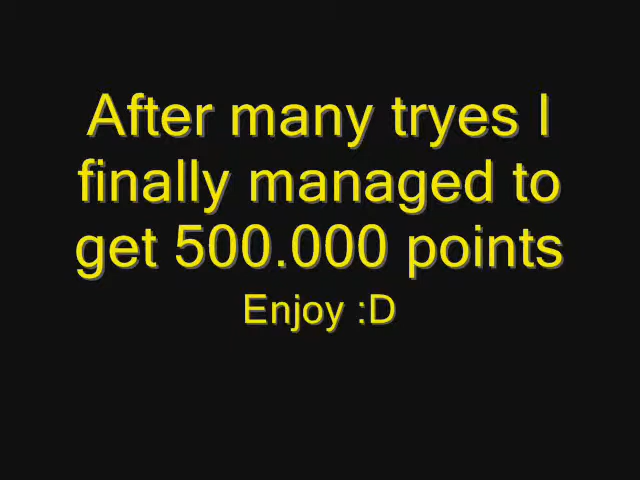 After many tryes I
finally managed to
get 500.000 points
Enjoy :D